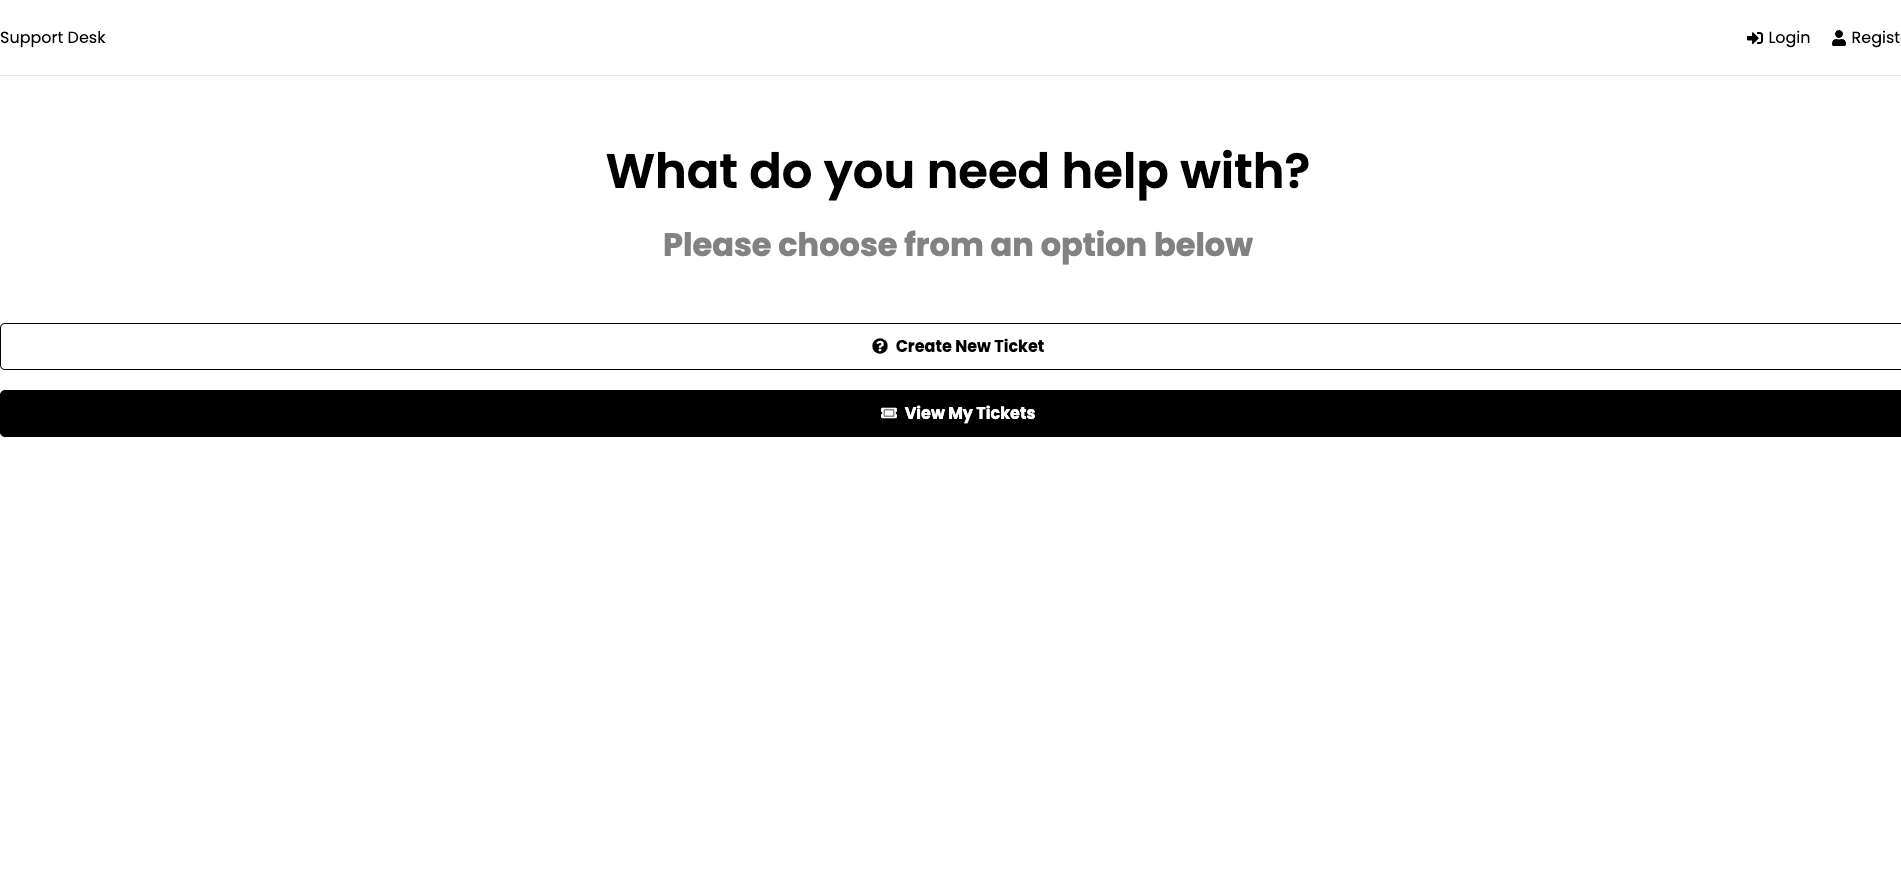 Support Desk
Login
Regist
What do you need help with?
Please choose from an option below
Create New Ticket
View My Tickets